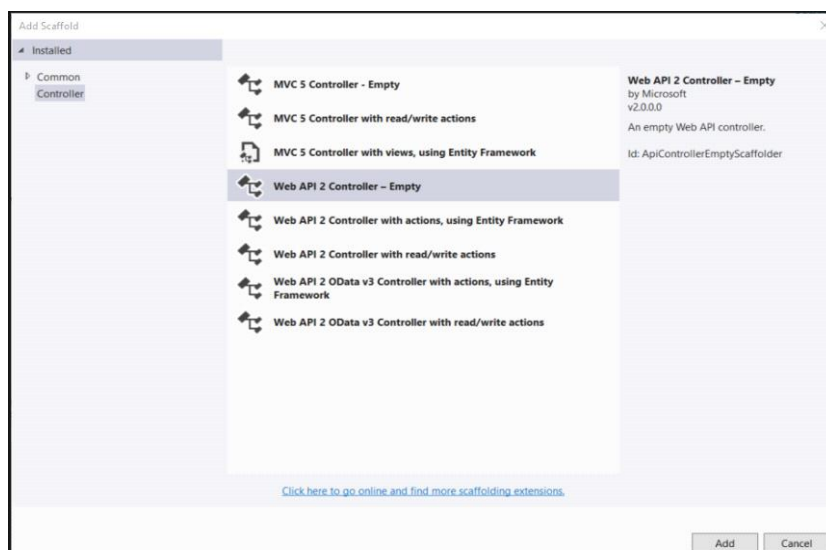 Add Scaffold
Installed
Common
Controller
MVC 5 Controller - Empty
MVC 5 Controller with read/write actions
MVC 5 Controller with views, using Entity Framework
Web API 2 Controller – Empty
Web API 2 Controller with actions, using Entity Framework
Web API 2 Controller with read/write actions
Web API 2 OData v3 Controller with actions, using Entity
Framework
Web API 2 OData v3 Controller with read/write actions
Click here to go online and find more scaffolding extensions.
Web API 2 Controller – Empty
by Microsoft
v2.0.0.0
An empty Web API controller.
Id: ApiControllerEmptyScaffolder
Add
Cancel